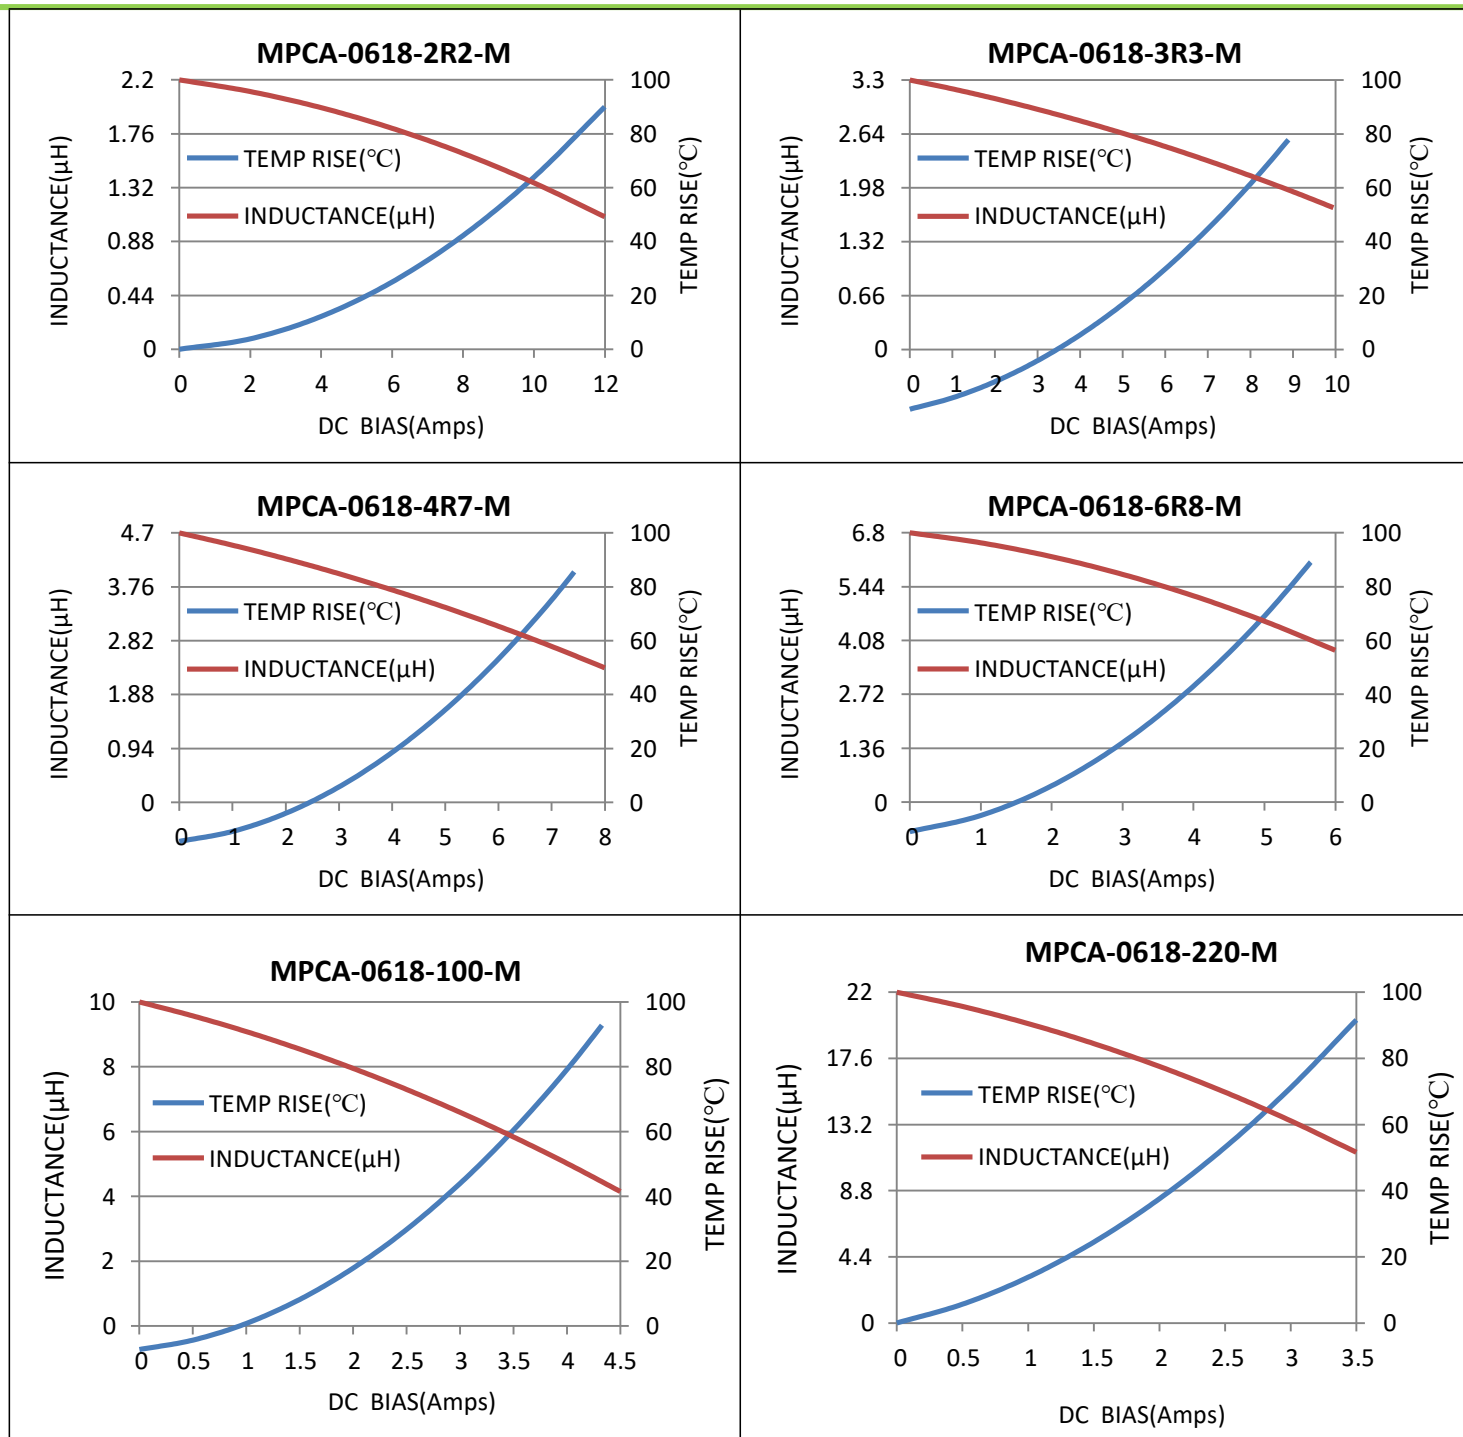 MPCA-0618-2R2-M
2.2
1.76
1.32
0.88
0.44
0
100
80
60
40
20
0
INDUCTANCE(µH)
TEMP RISE(℃)
TEMP RISE(℃)
INDUCTANCE(µH)
0 2 4 6 8 10 12
DC BIAS(Amps)
MPCA-0618-3R3-M
3.3
2.64
1.98
1.32
0.66
0
100
80
60
40
20
0
INDUCTANCE(µH)
TEMP RISE(℃)
TEMP RISE(℃)
INDUCTANCE(µH)
0 1 2 3 4 5 6 7 8 9 10
DC BIAS(Amps)
MPCA-0618-4R7-M
4.7
3.76
2.82
1.88
0.94
0
100
80
60
40
20
0
INDUCTANCE(µH)
TEMP RISE(℃)
TEMP RISE(℃)
INDUCTANCE(µH)
0 1 2 3 4 5 6 7 8
DC BIAS(Amps)
MPCA-0618-6R8-M
6.8
5.44
4.08
2.72
1.36
0
100
80
60
40
20
0
INDUCTANCE(µH)
TEMP RISE(℃)
TEMP RISE(℃)
INDUCTANCE(µH)
0 1 2 3 4 5 6
DC BIAS(Amps)
MPCA-0618-100-M
10
8
6
4
2
0
100
80
60
40
20
0
INDUCTANCE(µH)
TEMP RISE(℃)
TEMP RISE(℃)
INDUCTANCE(µH)
0 0.5 1 1.5 2 2.5 3 3.5 4 4.5
DC BIAS(Amps)
MPCA-0618-220-M
22
17.6
13.2
8.8
4.4
0
100
80
60
40
20
0
INDUCTANCE(µH)
TEMP RISE(℃)
TEMP RISE(℃)
INDUCTANCE(µH)
0 0.5 1 1.5 2 2.5 3 3.5
DC BIAS(Amps)